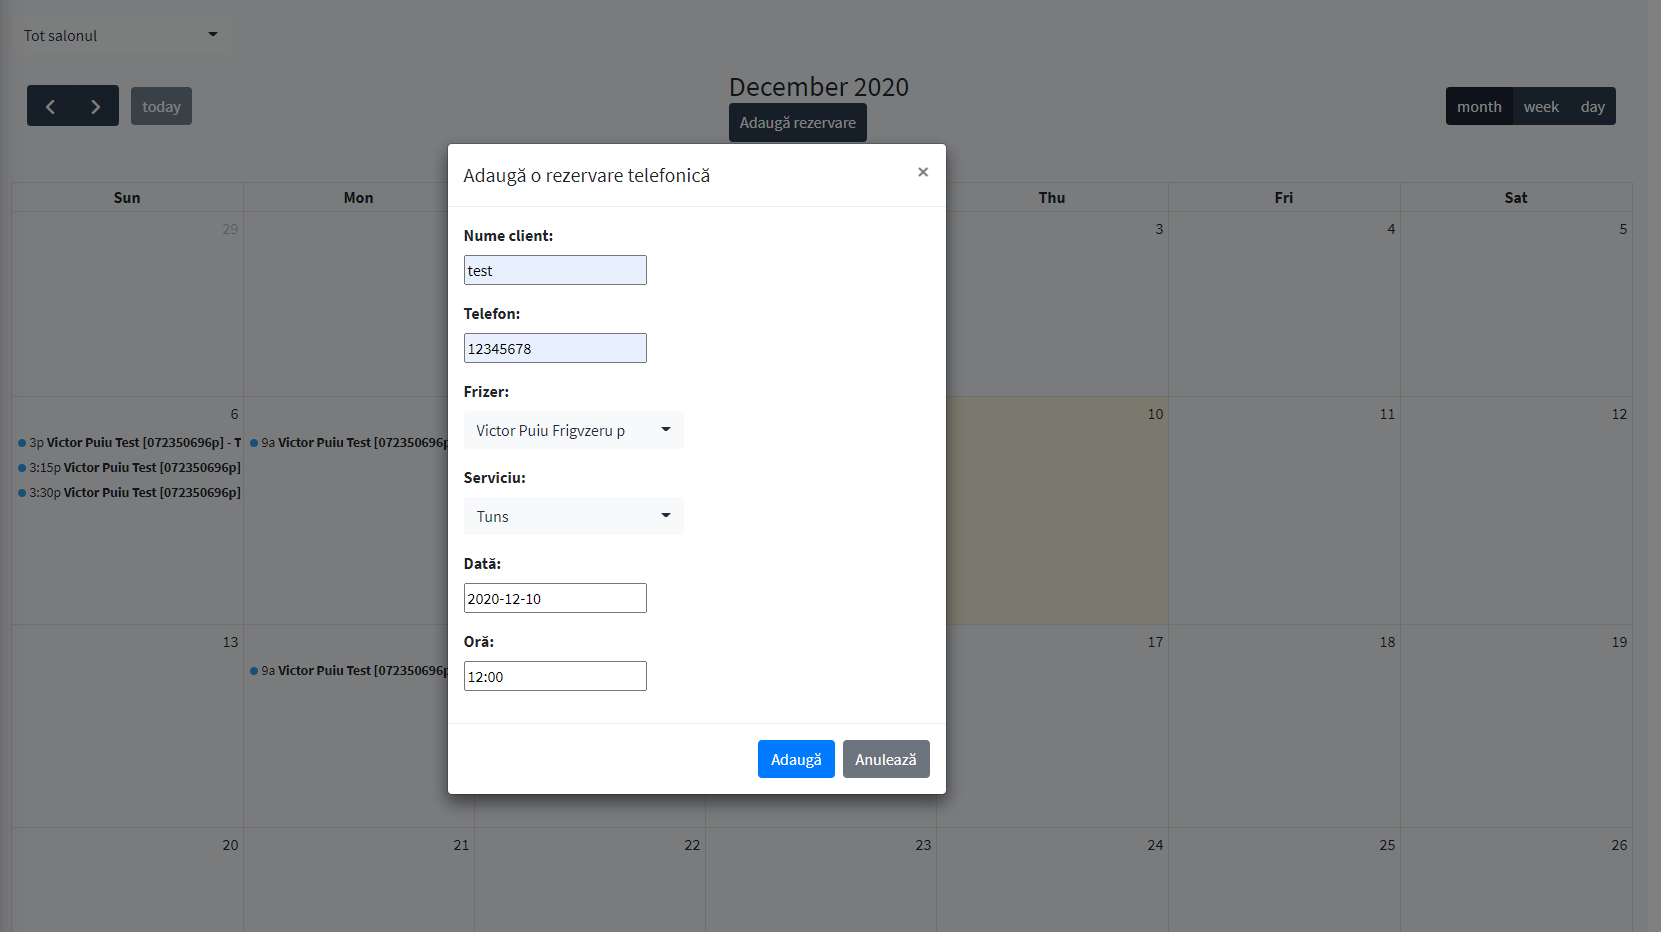 Tot salonul
December 2020
today
Adaugă rezervare
month week day
Adaugă o rezervare telefonică ×
Sun Mon Thu Fri Sat
29 3 4 5
Nume client:
test
Telefon:
12345678
Frizer:
Victor Puiu Frigvzeru p
Serviciu:
Tuns
Dată:
2020-12-10
Oră:
12:00
Adaugă Anulează
6 10 11 12
3p Victor Puiu Test [072350696p] - T
3:15p Victor Puiu Test [072350696p]
3:30p Victor Puiu Test [072350696p]
9a Victor Puiu Test [072350696p
13 17 18 19
9a Victor Puiu Test [072350696p
20 21 22 23 24 25 26